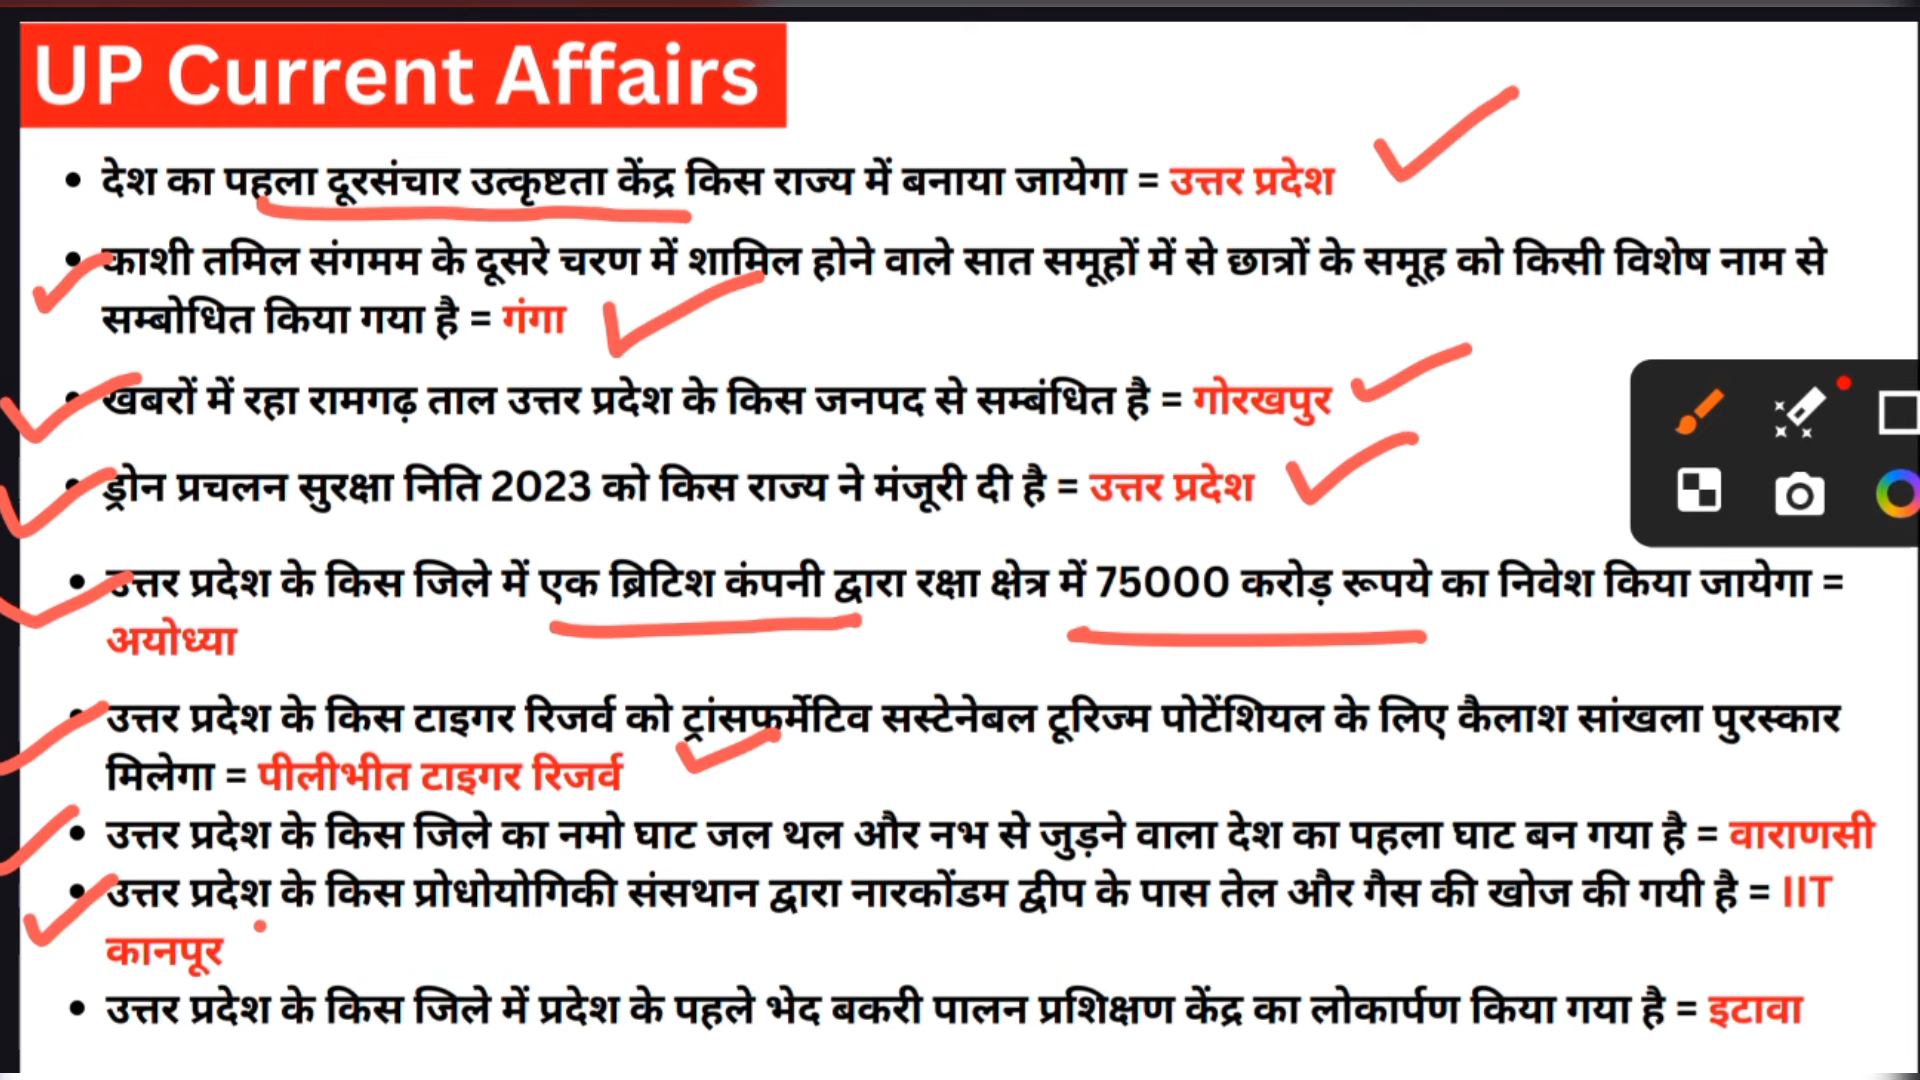 UP Current Affairs
• देश का पहला दूरसंचार उत्कृष्टता केंद्र किस राज्य में बनाया जायेगा = उत्तर प्रदेश
• काशी तमिल संगमम के दूसरे चरण में शामिल होने वाले सात समूहों में से छात्रों के समूह को किसी विशेष नाम से
सम्बोधित किया गया है = गंगा
• खबरों में रहा रामगढ़ ताल उत्तर प्रदेश के किस जनपद से सम्बंधित है = गोरखपुर
• ड्रोन प्रचलन सुरक्षा निति 2023 को किस राज्य ने मंजूरी दी है = उत्तर प्रदेश
• उत्तर प्रदेश के किस जिले में एक ब्रिटिश कंपनी द्वारा रक्षा क्षेत्र में 75000 करोड़ रूपये का निवेश किया जायेगा =
अयोध्या
• उत्तर प्रदेश के किस टाइगर रिजर्व को ट्रांसफर्मेटिव सस्टेनेबल टूरिज्म पोटेंशियल के लिए कैलाश सांखला पुरस्कार
मिलेगा = पीलीभीत टाइगर रिजर्व
• उत्तर प्रदेश के किस जिले का नमो घाट जल थल और नभ से जुड़ने वाला देश का पहला घाट बन गया है = वाराणसी
• उत्तर प्रदेश के किस प्रोधोयोगिकी संसथान द्वारा नारकोंडम द्वीप के पास तेल और गैस की खोज की गयी है = IIT
कानपूर
• उत्तर प्रदेश के किस जिले में प्रदेश के पहले भेद बकरी पालन प्रशिक्षण केंद्र का लोकार्पण किया गया है = इटावा